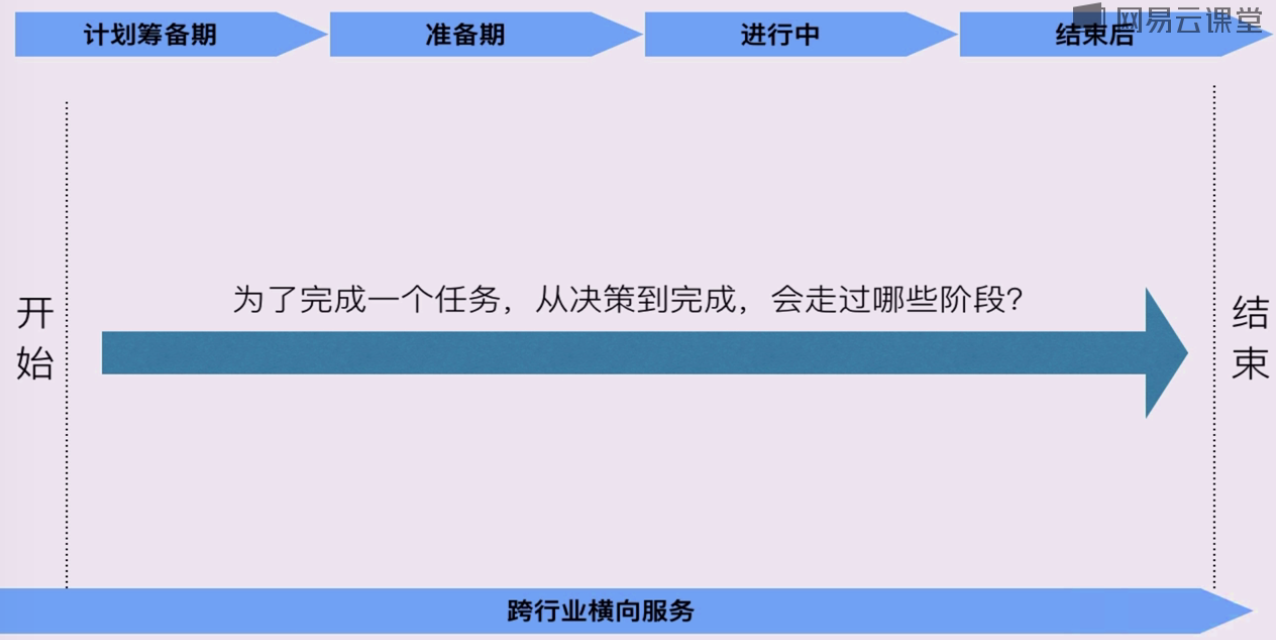 计划筹备期
准备期
进行中
结束后
网易云课堂
为了完成一个任务，从决策到完成，会走过哪些阶段？
开始
结束
跨行业横向服务